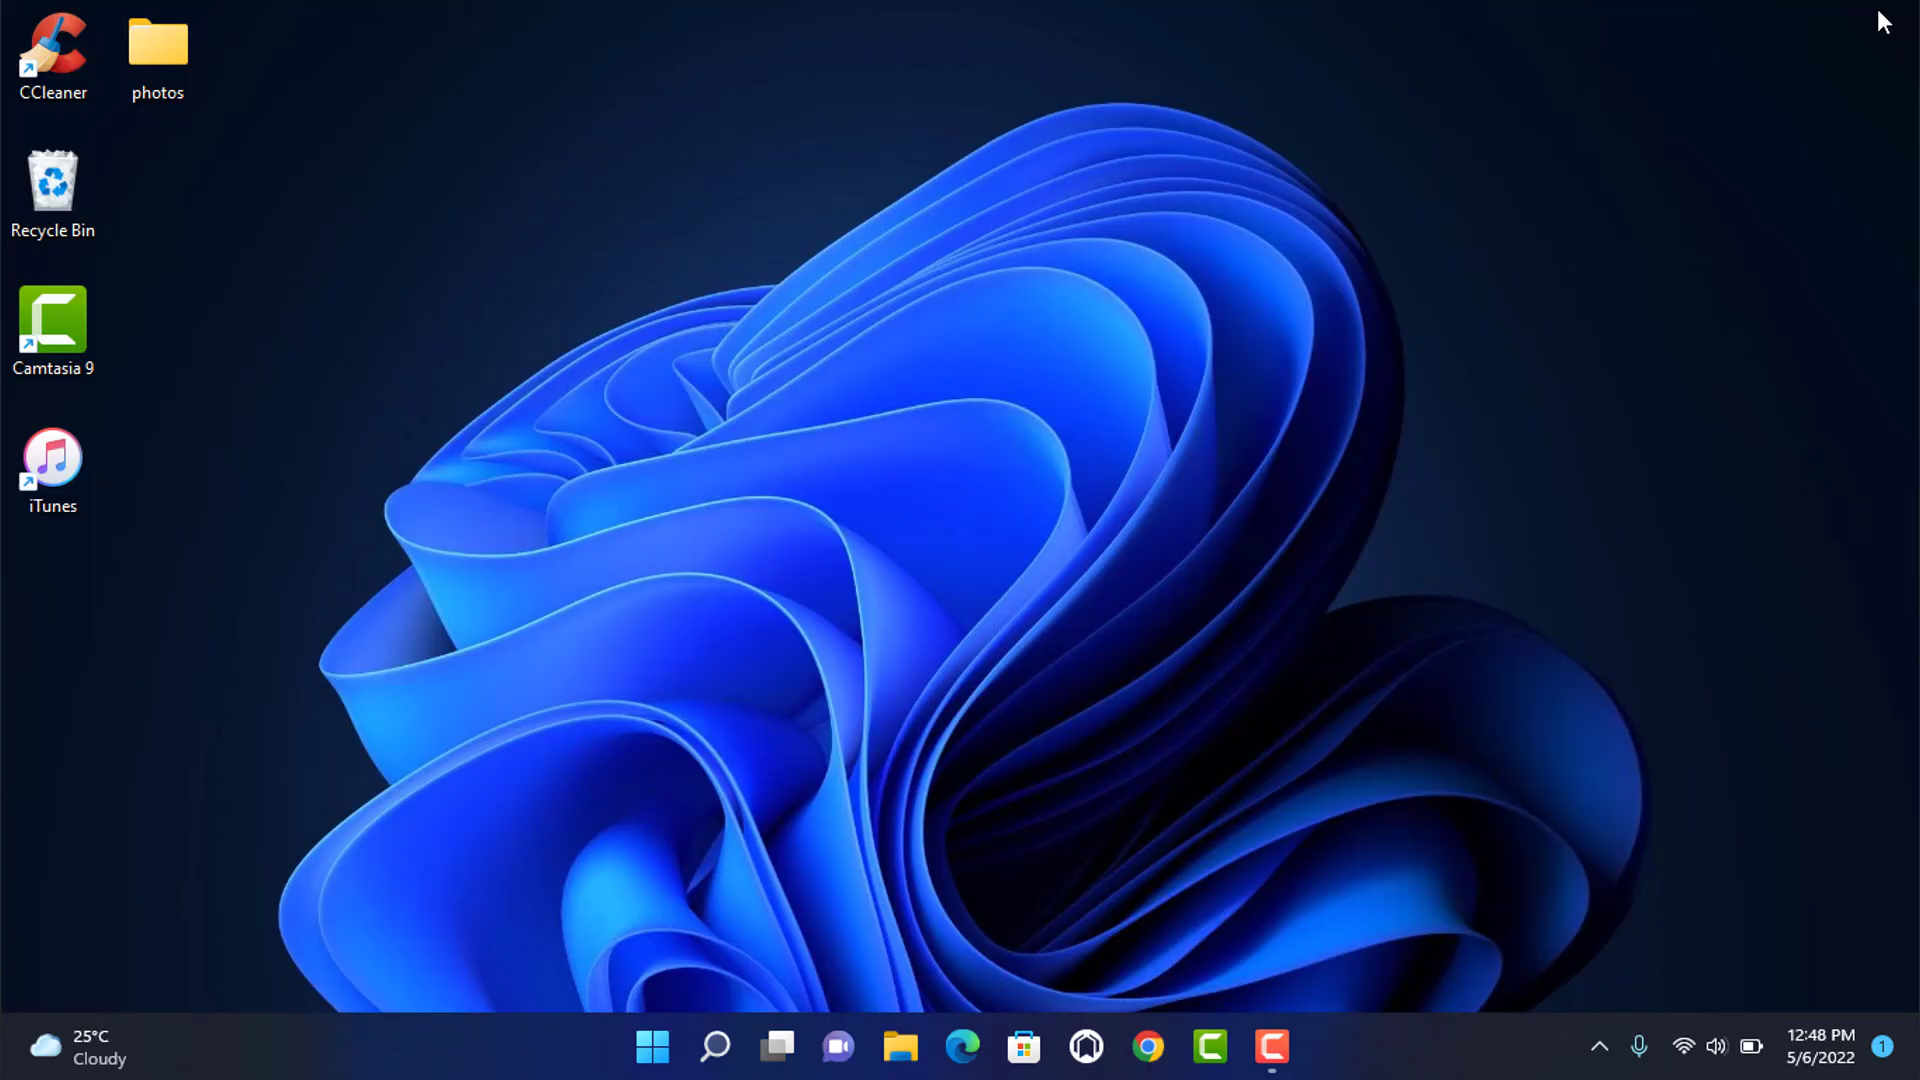 CCleaner
photos
Recycle Bin
Camtasia 9
iTunes
25°C
Cloudy
12:48 PM
5/6/2022
1